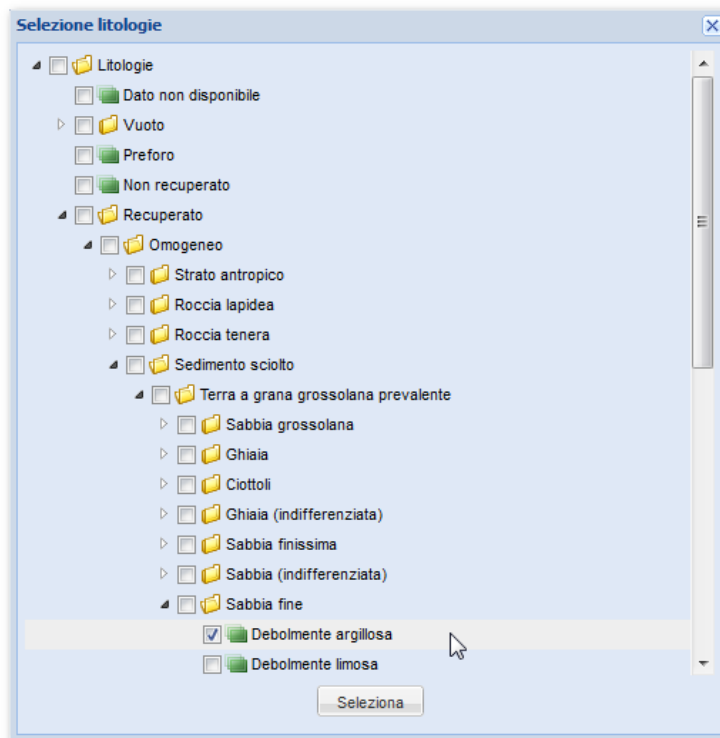 Selezione litologie
Litologie
Dato non disponibile
Vuoto
Preforo
Non recuperato
Recuperato
Omogeneo
Strato antropico
Roccia lapidea
Roccia tenera
Sedimento sciolto
Terra a grana grossolana prevalente
Sabbia grossolana
Ghiaia
Ciottoli
Ghiaia (indifferenziata)
Sabbia finissima
Sabbia (indifferenziata)
Sabbia fine
Debolmente argillosa
Debolmente limosa
Seleziona